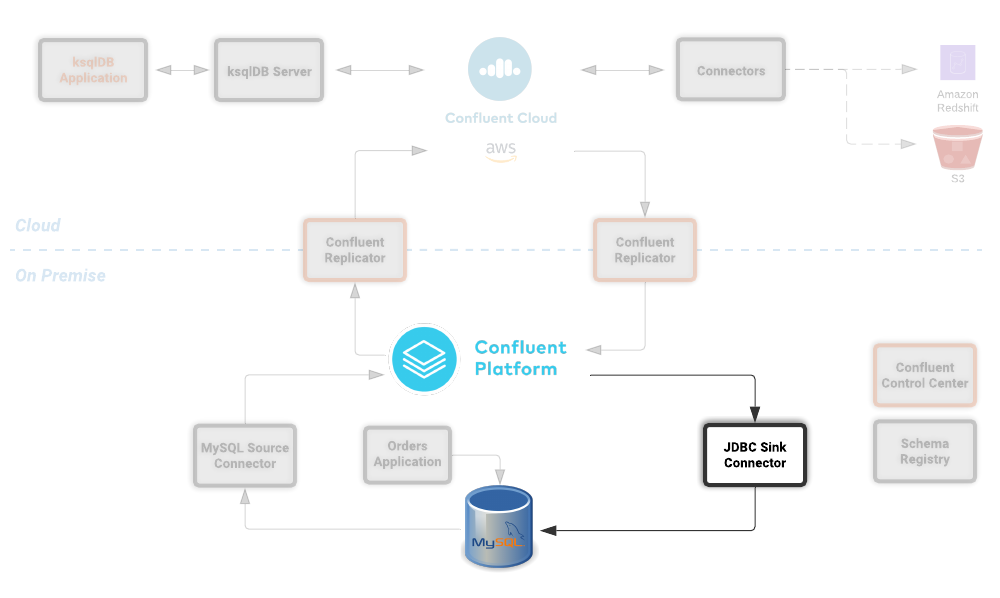 ksqlDB
Application
ksqlDB Server
Confluent Cloud
aws
Connectors
Amazon
Redshift
S3
Cloud
Confluent
Replicator
Confluent
Replicator
On Premise
Confluent
Platform
Confluent
Control Center
MySQL Source
Connector
Orders
Application
JDBC Sink
Connector
Schema
Registry
MySQL